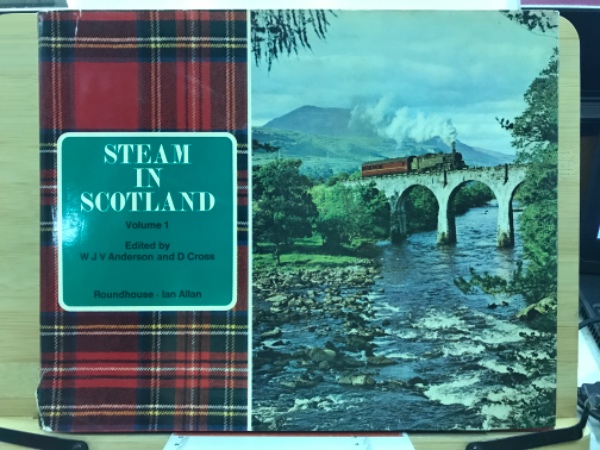 STEAM
IN
SCOTLAND
Volume 1
Edited by
W J V Anderson and D Cross
Roundhouse · Ian Allan